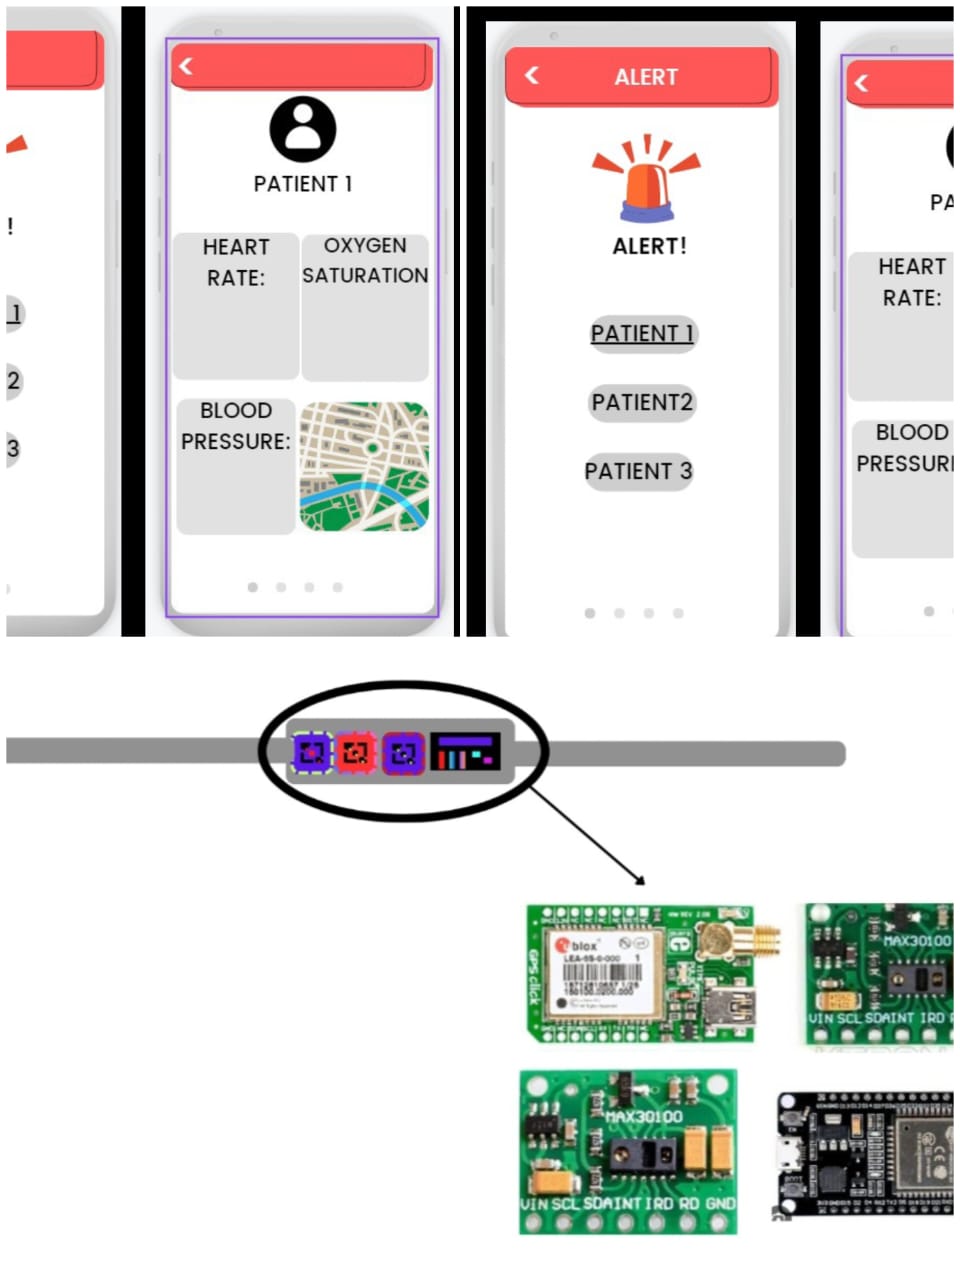 !
1
2
3
PATIENT 1
HEART
RATE:
OXYGEN
SATURATION
BLOOD
PRESSURE:
ALERT
ALERT!
PATIENT 1
PATIENT2
PATIENT 3
PA
HEART
RATE:
BLOOD
PRESSURE
GPS click
blox
LEA-6S-0-000 1
MAX30100
VIN SCL SDA INT IRD
MAX30100
VIN SCL SDA INT IRD RD GND